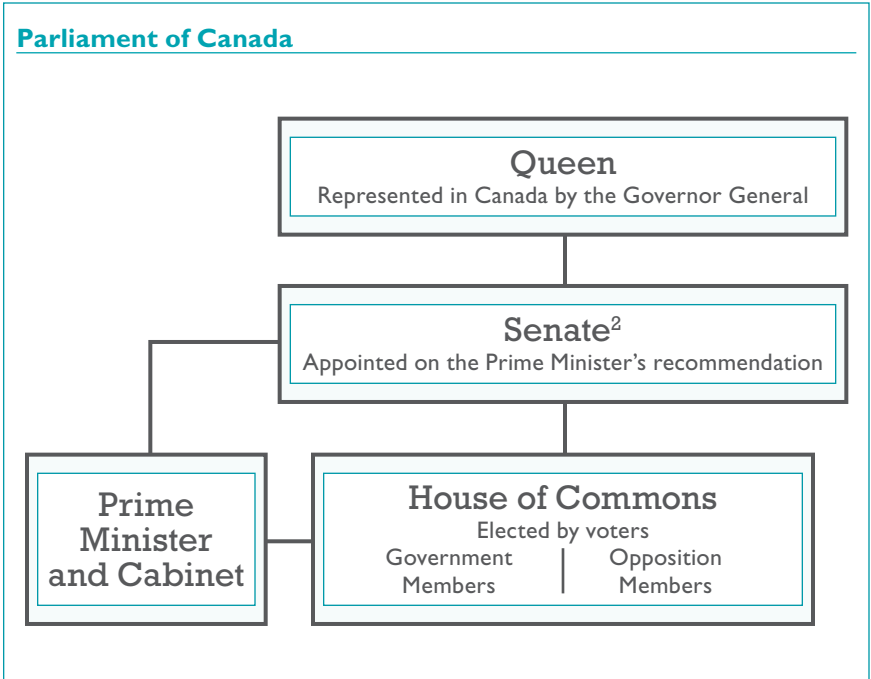 Parliament of Canada
Queen
Represented in Canada by the Governor General
Senate²
Appointed on the Prime Minister’s recommendation
Prime
Minister
and Cabinet
House of Commons
Elected by voters
Government
Members
Opposition
Members